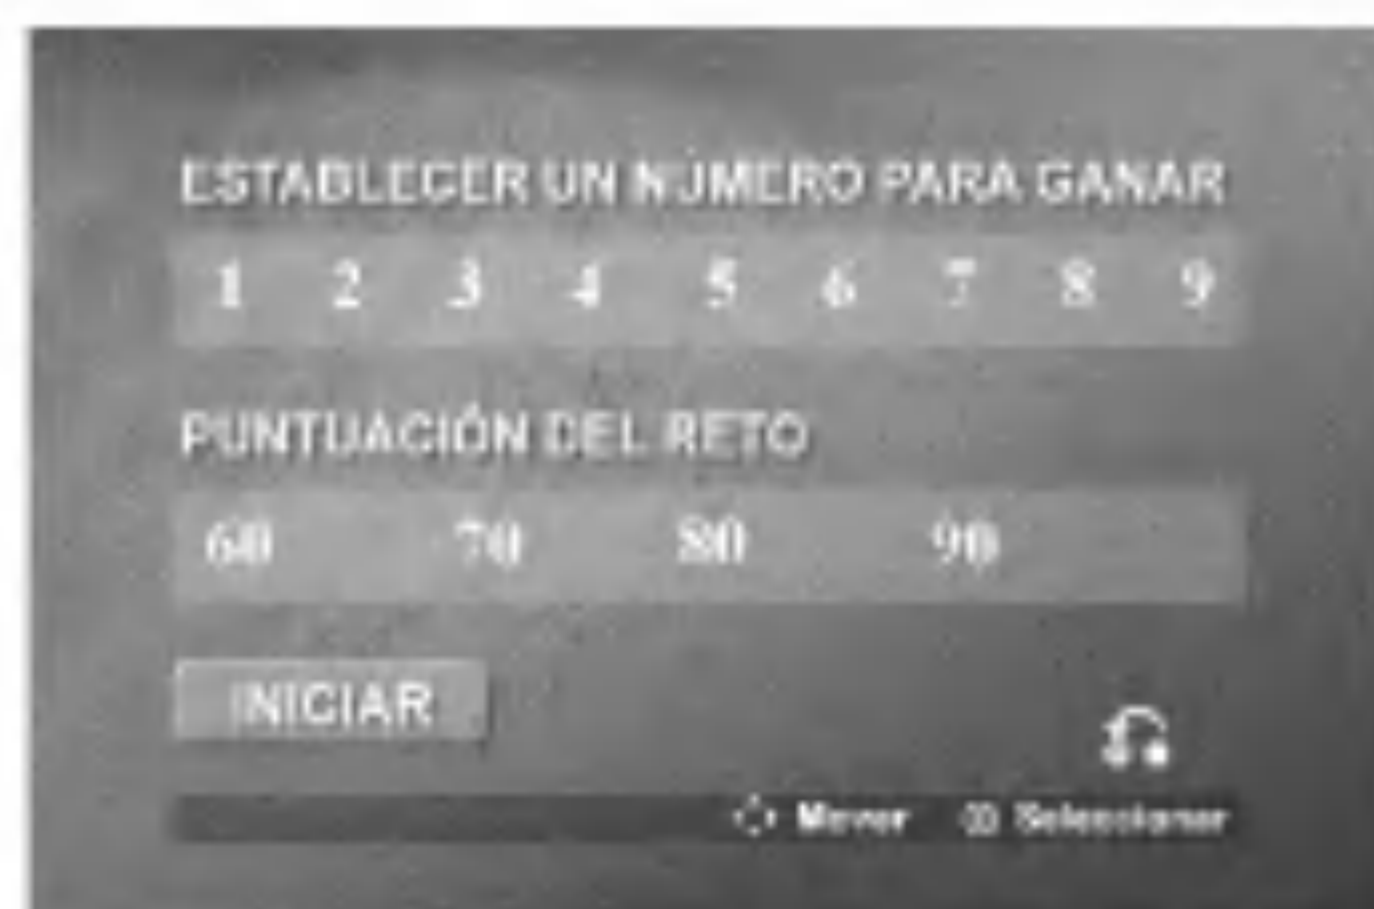 ESTABLECER UN NÚMERO PARA GANAR
1 2 3 4 5 6 7 8 9
PUNTUACIÓN DEL RETO
60 70 80 90
INICIAR
Mover Seleccionar